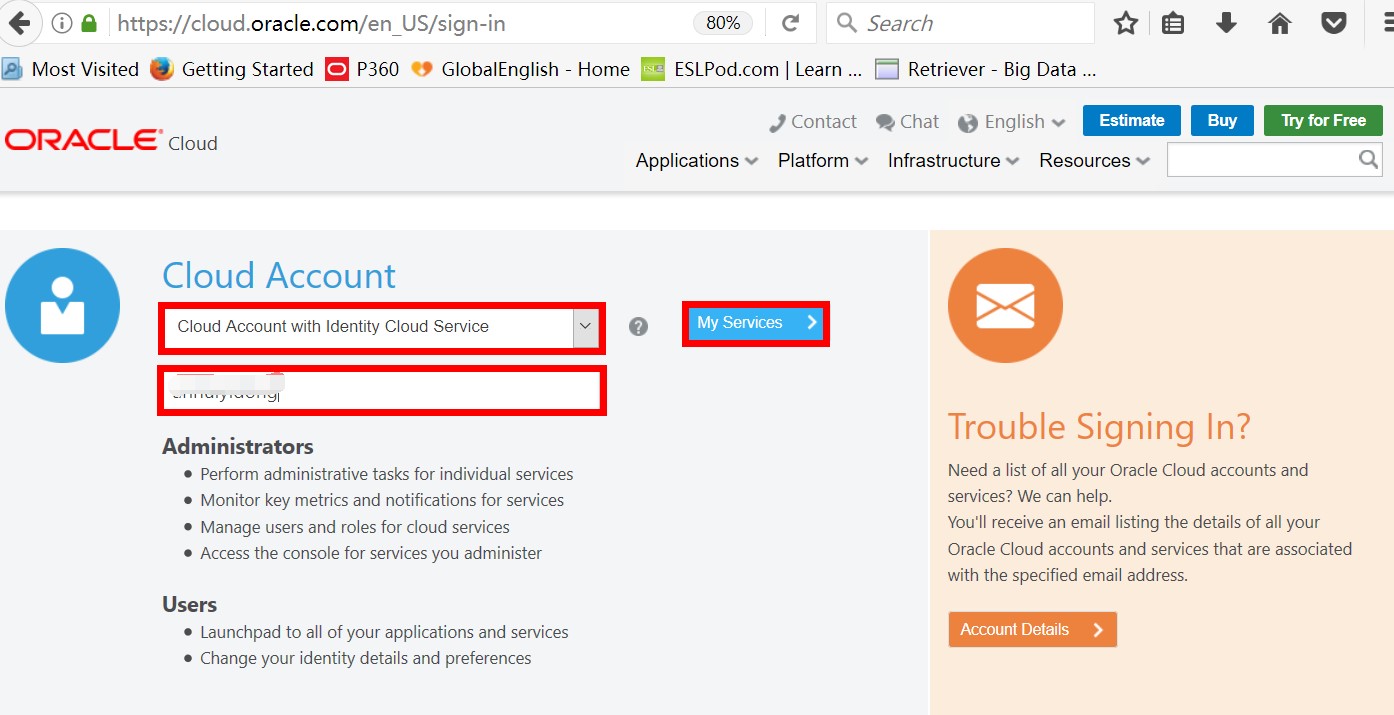 https://cloud.oracle.com/en_US/sign-in
80%
Search
Most Visited
Getting Started
P360
GlobalEnglish - Home
ESLPod.com | Learn ...
Retriever - Big Data ...
ORACLE Cloud
Contact
Chat
English
Estimate
Buy
Try for Free
Applications
Platform
Infrastructure
Resources
Cloud Account
Cloud Account with Identity Cloud Service
?
My Services
Administrators
• Perform administrative tasks for individual services
• Monitor key metrics and notifications for services
• Manage users and roles for cloud services
• Access the console for services you administer
Users
• Launchpad to all of your applications and services
• Change your identity details and preferences
Trouble Signing In?
Need a list of all your Oracle Cloud accounts and
services? We can help.
You'll receive an email listing the details of all your
Oracle Cloud accounts and services that are associated
with the specified email address.
Account Details